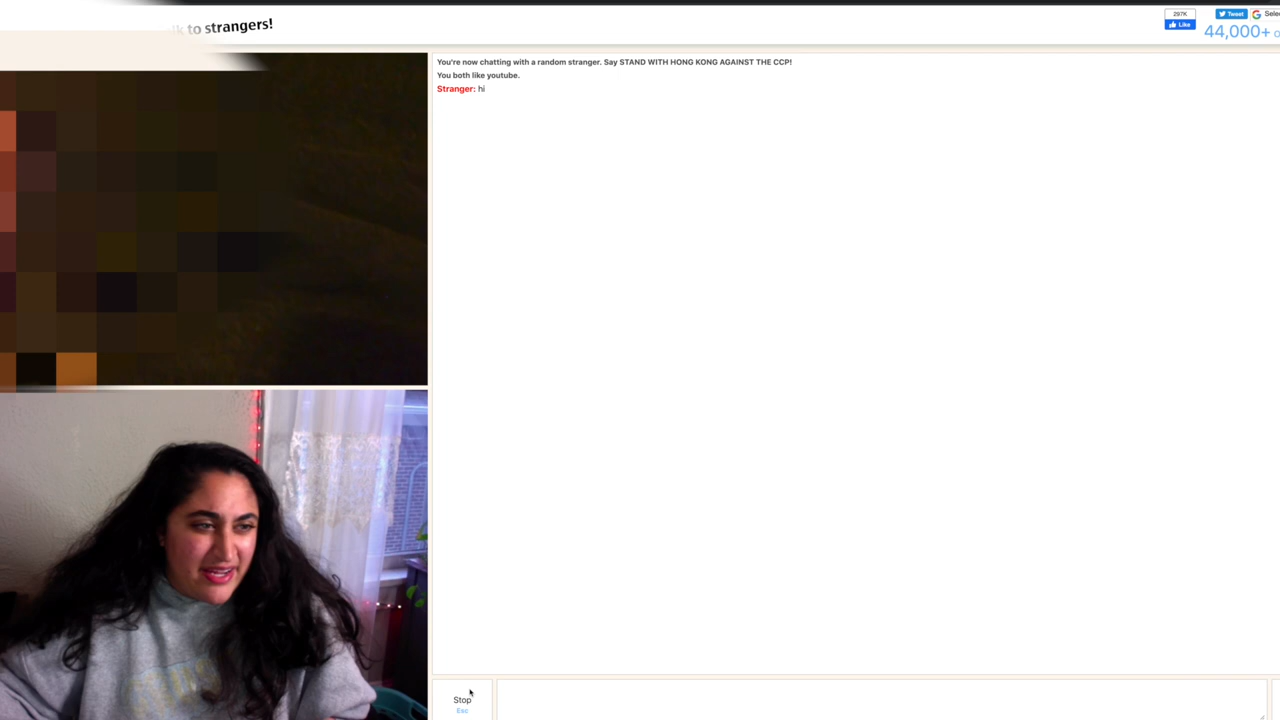 to strangers!
297K
Like
Tweet
44,000+
You're now chatting with a random stranger. Say STAND WITH HONG KONG AGAINST THE CCP!
You both like youtube.
Stranger: hi
Stop
Esc